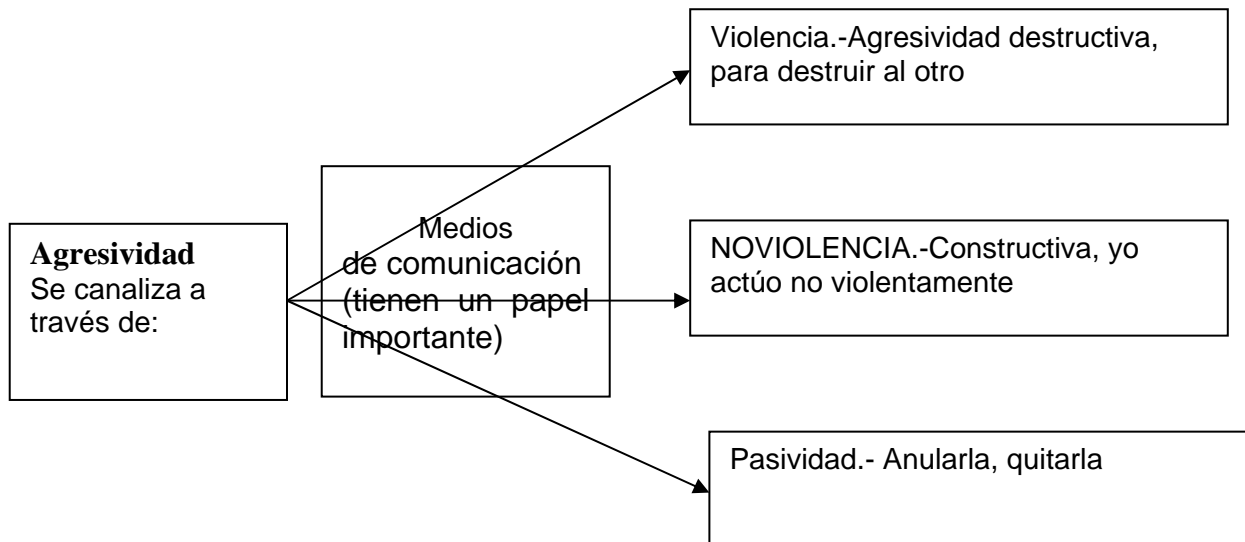 Agresividad
Se canaliza a
través de:
Medios
de comunicación
(tienen un papel
importante)
Violencia.-Agresividad destructiva,
para destruir al otro
NOVIOLENCIA.-Constructiva, yo
actúo no violentamente
Pasividad.- Anularla, quitarla